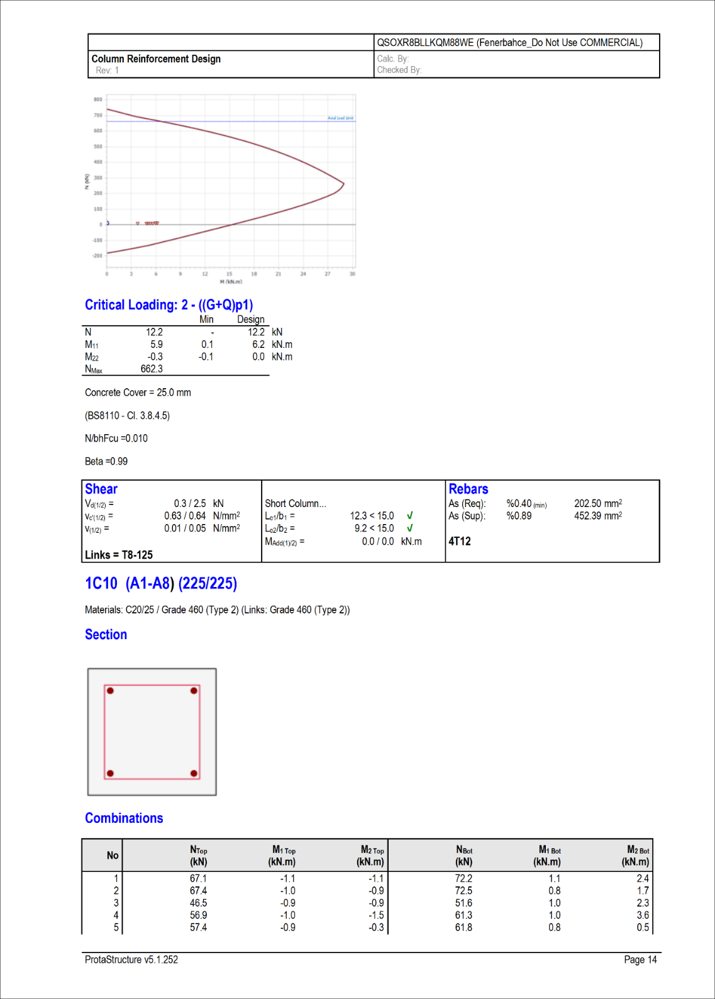 QSOXR8BLLKQM88WE (Fenerbahce_Do Not Use COMMERCIAL)
Column Reinforcement Design
Rev: 1
Calc. By:
Checked By:
800
700
600
500
400
300
200
100
0
-100
-200
N (kN)
Axial Load Limit
0 3 6 9 12 15 18 21 24 27 30
M (kN.m)
Critical Loading: 2 - ((G+Q)p1)
Min Design
N 12.2 - 12.2 kN
M11 5.9 0.1 6.2 kN.m
M22 -0.3 -0.1 0.0 kN.m
NMax 662.3
Concrete Cover = 25.0 mm
(BS8110 - Cl. 3.8.4.5)
N/bhFcu =0.010
Beta =0.99
Shear
Vd(1/2) = 0.3 / 2.5 kN
vc'(1/2) = 0.63 / 0.64 N/mm2
v(1/2) = 0.01 / 0.05 N/mm2
Links = T8-125
Short Column...
Le1/b1 = 12.3 < 15.0 √
Le2/b2 = 9.2 < 15.0 √
MAdd(1)/2) = 0.0 / 0.0 kN.m
Rebars
As (Req): %0.40 (min) 202.50 mm2
As (Sup): %0.89 452.39 mm2
4T12
1C10 (A1-A8) (225/225)
Materials: C20/25 / Grade 460 (Type 2) (Links: Grade 460 (Type 2))
Section
Combinations
No NTop (kN) M1 Top (kN.m) M2 Top (kN.m) NBot (kN) M1 Bot (kN.m) M2 Bot (kN.m)
1 67.1 -1.1 -1.1 72.2 1.1 2.4
2 67.4 -1.0 -0.9 72.5 0.8 1.7
3 46.5 -0.9 -0.9 51.6 1.0 2.3
4 56.9 -1.0 -1.5 61.3 1.0 3.6
5 57.4 -0.9 -0.3 61.8 0.8 0.5
ProtaStructure v5.1.252
Page 14